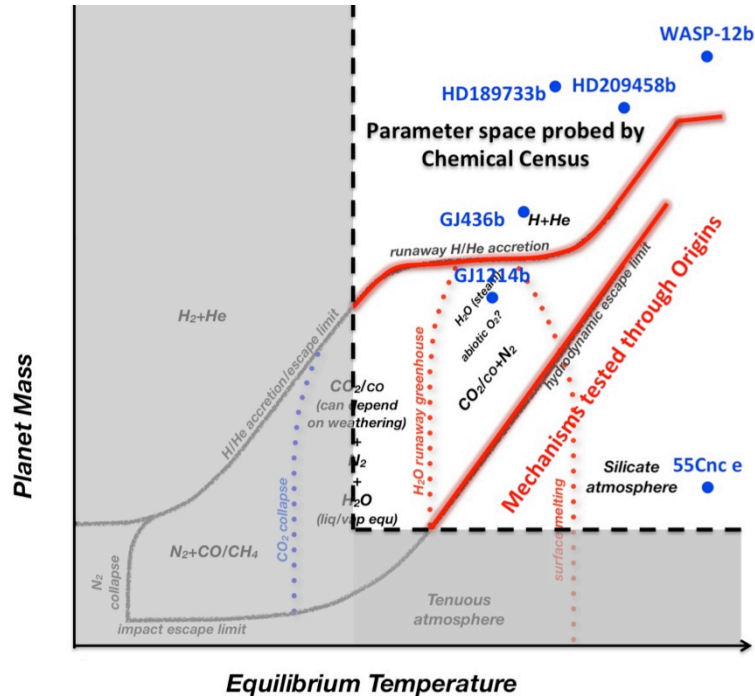 WASP-12b
HD189733b
HD209458b
Parameter space probed by
Chemical Census
GJ436b
H+He
runaway H/He accretion
GJ1214b
H₂O (steam)
abiotic O₂?
CO₂/co+N₂
H₂+He
H/He accretion/escape limit
CO₂/co
(can depend
on weathering)
+
N₂
+
H₂O
(liq/vap equ)
H₂O runaway greenhouse
hydrodynamic escape limit
Mechanisms tested through Origins
Silicate
atmosphere
55Cnc e
surface melting
CO₂ collapse
N₂+CO/CH₄
N₂
collapse
impact escape limit
Tenuous
atmosphere
Planet Mass
Equilibrium Temperature